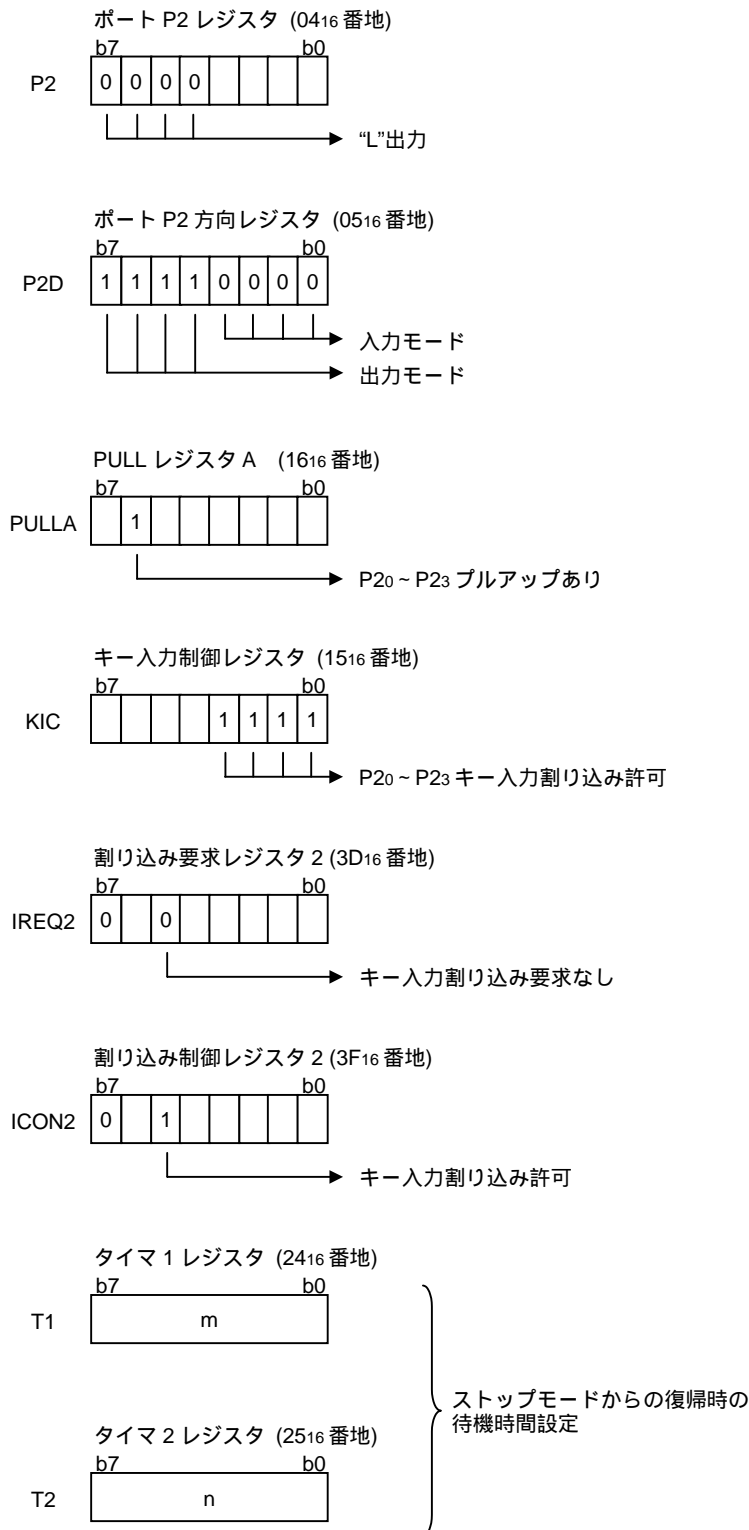 ポート P2 レジスタ (0416 番地)
b7 b0
P2 0 0 0 0
“L”出力
ポート P2 方向レジスタ (0516 番地)
b7 b0
P2D 1 1 1 1 0 0 0 0
入力モード
出力モード
PULL レジスタ A (1616 番地)
b7 b0
PULLA 1
P20 ~ P23 プルアップあり
キー入力制御レジスタ (1516 番地)
b7 b0
KIC 1 1 1 1
P20 ~ P23 キー入力割り込み許可
割り込み要求レジスタ 2 (3D16 番地)
b7 b0
IREQ2 0 0
キー入力割り込み要求なし
割り込み制御レジスタ 2 (3F16 番地)
b7 b0
ICON2 0 1
キー入力割り込み許可
タイマ 1 レジスタ (2416 番地)
b7 b0
T1 m
ストップモードからの復帰時の
待機時間設定
タイマ 2 レジスタ (2516 番地)
b7 b0
T2 n